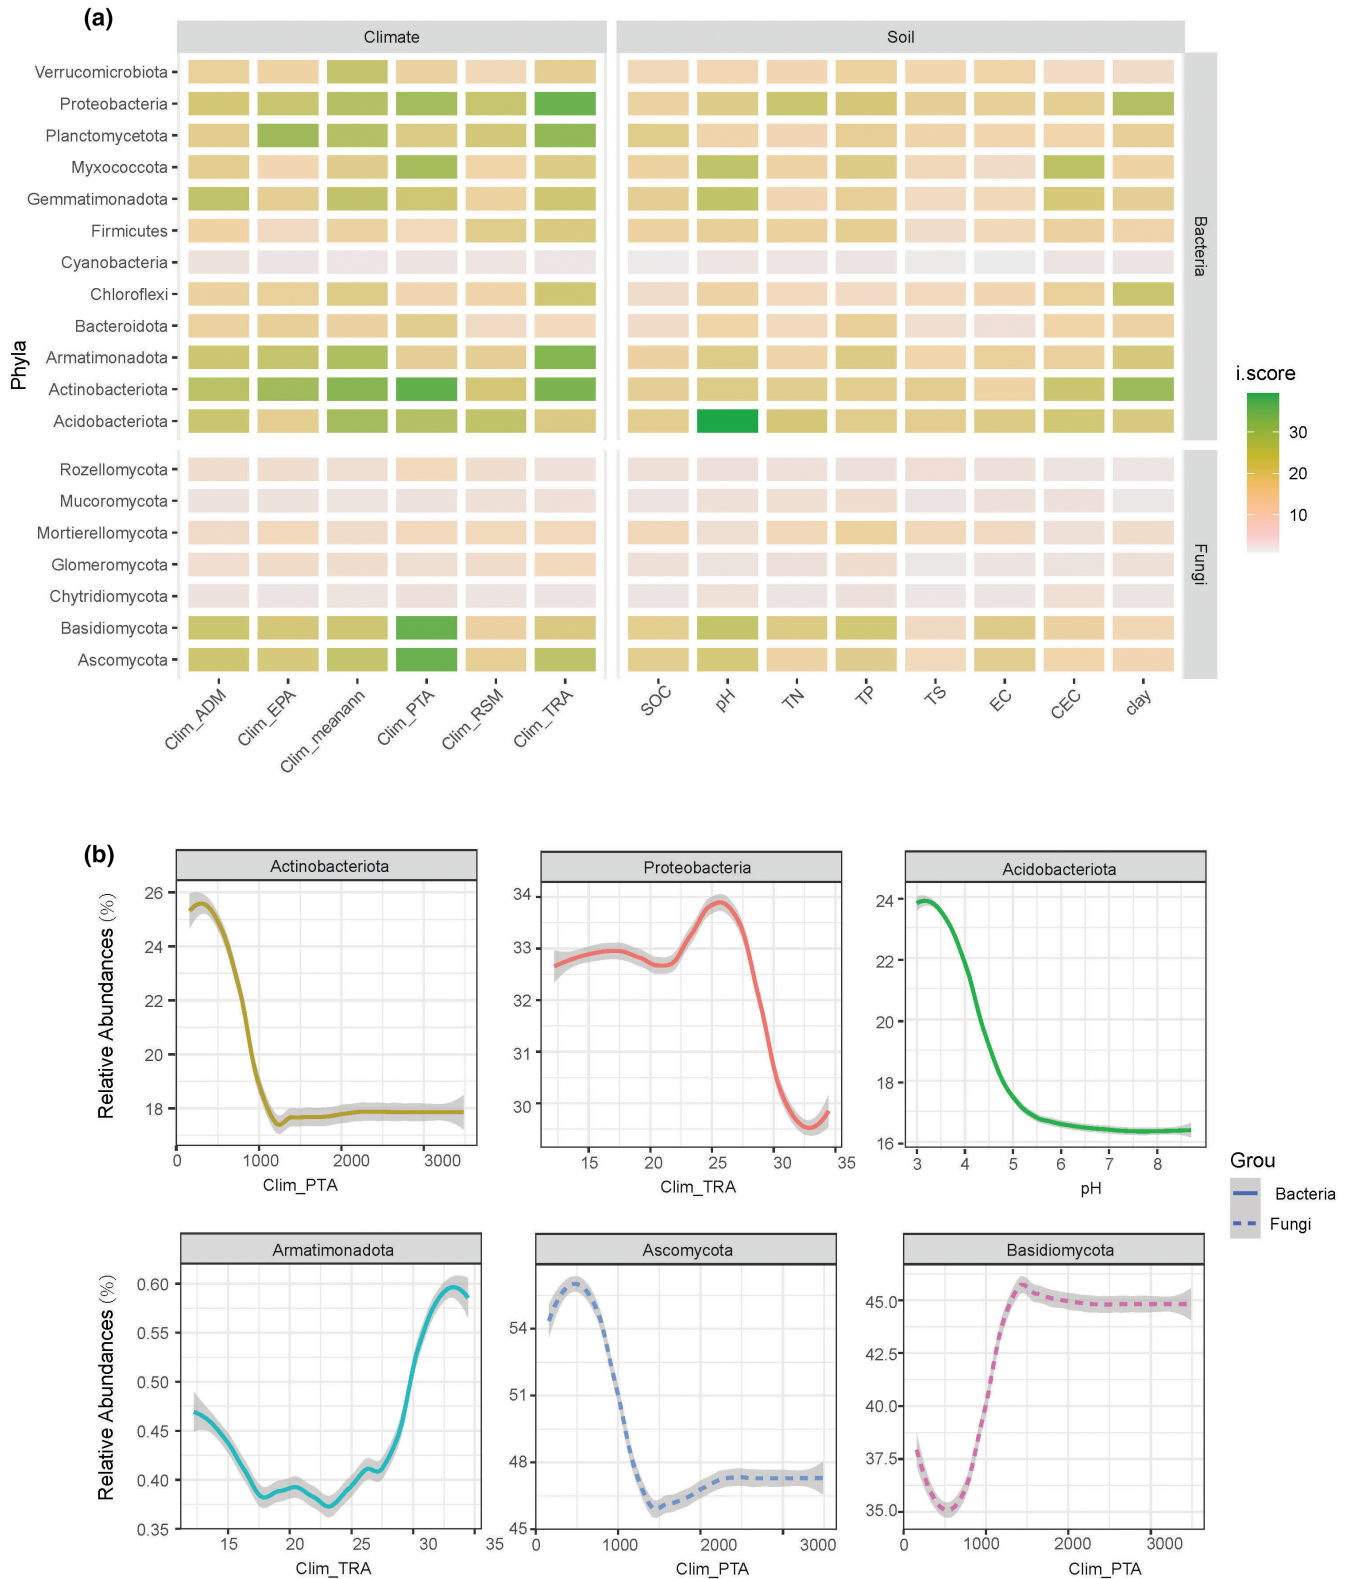 (a)
Climate
Soil
Verrucomicrobiota
Proteobacteria
Planctomycetota
Myxococcota
Gemmatimonadota
Firmicutes
Cyanobacteria
Chloroflexi
Bacteroidota
Armatimonadota
Actinobacteriota
Acidobacteriota
Bacteria
Rozellomycota
Mucoromycota
Mortierellomycota
Glomeromycota
Chytridiomycota
Basidiomycota
Ascomycota
Fungi
Phyla
Clim_ADM
Clim_EPA
Clim_meanann
Clim_PTA
Clim_RSM
Clim_TRA
SOC
pH
TN
TP
TS
EC
CEC
clay
i.score
30
20
10
(b)
Actinobacteriota
Relative Abundances (%)
26
24
22
20
18
0 1000 2000 3000
Clim_PTA
Proteobacteria
34
33
32
31
30
15 20 25 30 35
Clim_TRA
Acidobacteriota
24
22
20
18
16
3 4 5 6 7 8
pH
Grou
Bacteria
Fungi
Armatimonadota
Relative Abundances (%)
0.60
0.55
0.50
0.45
0.40
0.35
15 20 25 30 35
Clim_TRA
Ascomycota
54
51
48
45
0 1000 2000 3000
Clim_PTA
Basidiomycota
45.0
42.5
40.0
37.5
35.0
0 1000 2000 3000
Clim_PTA